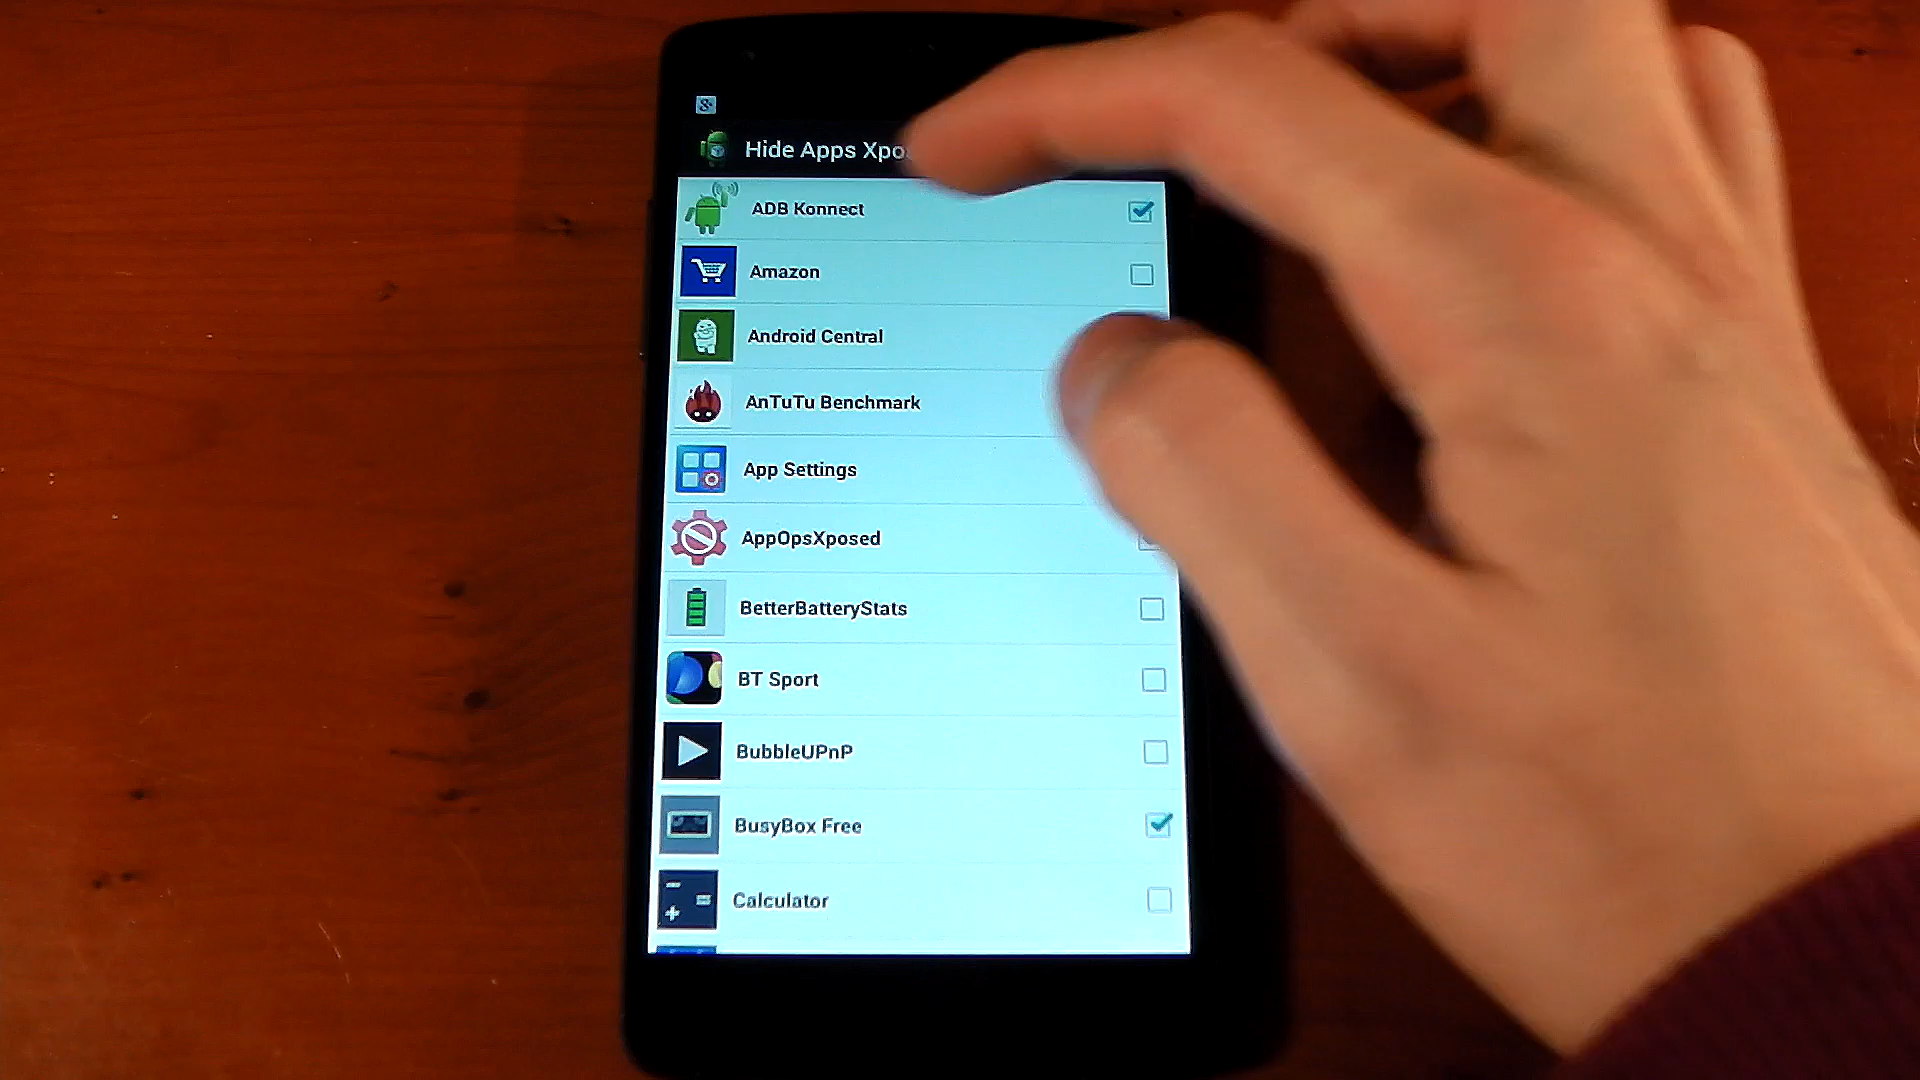 Hide Apps
ADB Konnect
Amazon
Android Central
AnTuTu Benchmark
App Settings
AppOpsXposed
BetterBatteryStats
BT Sport
BubbleUPnP
BusyBox Free
Calculator